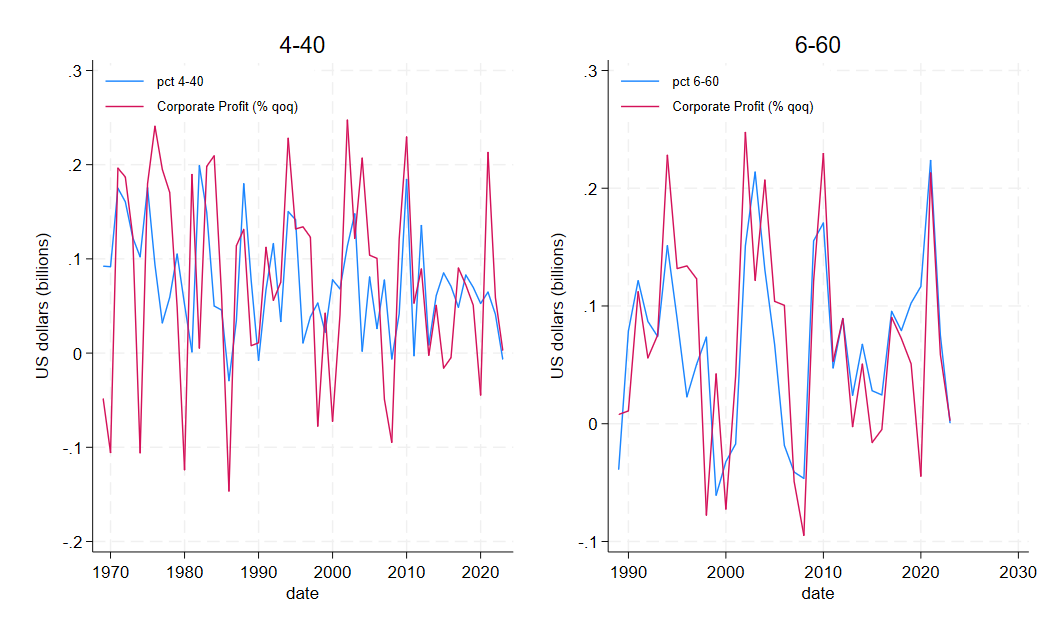 4-40
pct 4-40
Corporate Profit (% qoq)
US dollars (billions)
.3
.2
.1
0
-.1
-.2
1970 1980 1990 2000 2010 2020
date
6-60
pct 6-60
Corporate Profit (% qoq)
US dollars (billions)
.3
.2
.1
0
-.1
1990 2000 2010 2020 2030
date